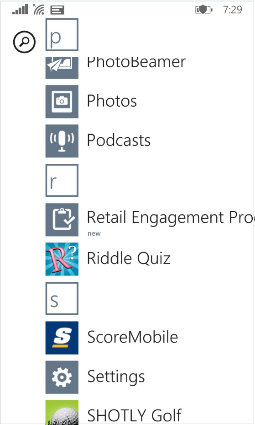 7:29
p
PhotoBeamer
Photos
Podcasts
r
Retail Engagement Pro
new
R?
Riddle Quiz
s
S
ScoreMobile
Settings
SHOTLY Golf